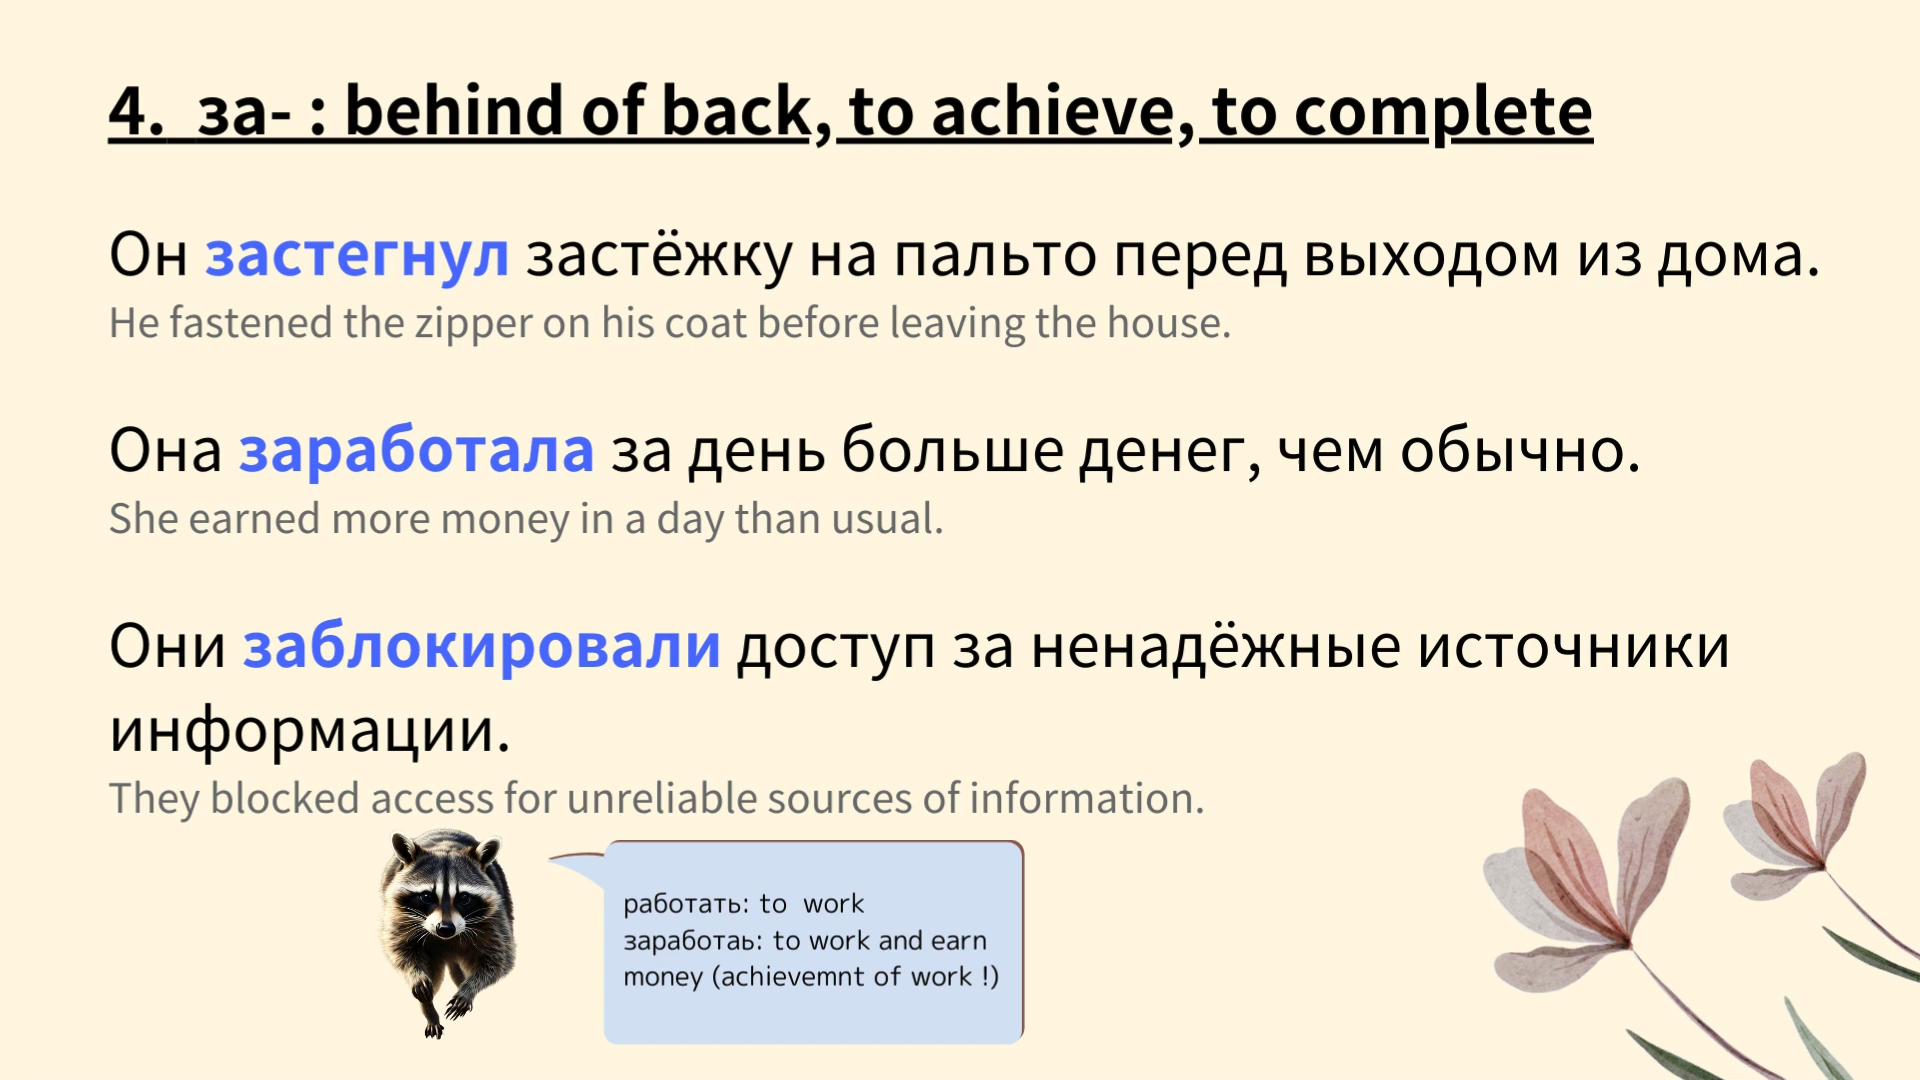 4. за- : behind of back, to achieve, to complete
Он застегнул застёжку на пальто перед выходом из дома.
He fastened the zipper on his coat before leaving the house.
Она заработала за день больше денег, чем обычно.
She earned more money in a day than usual.
Они заблокировали доступ за ненадёжные источники
информации.
They blocked access for unreliable sources of information.
работать: to work
заработаь: to work and earn
money (achievemnt of work !)